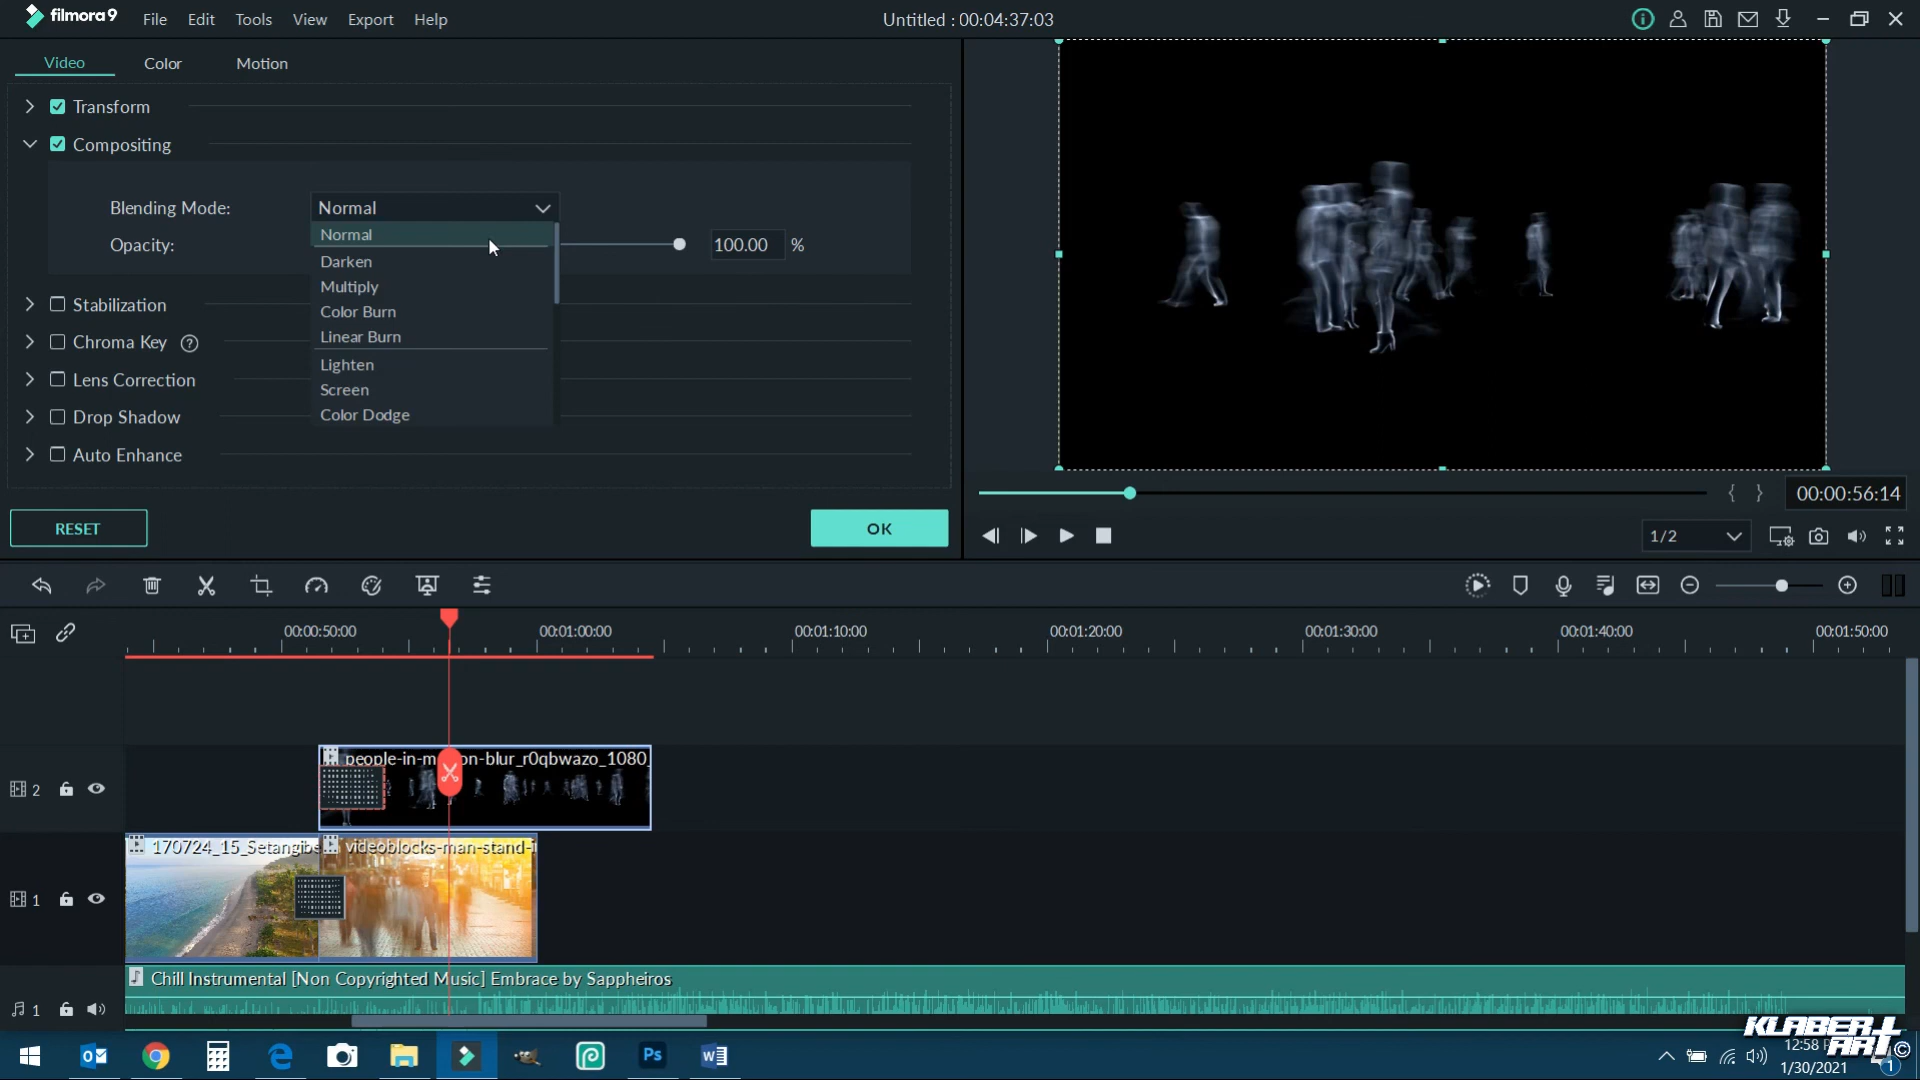 filmora9 File Edit Tools View Export Help Untitled : 00:04:37:03
Video Color Motion
Transform
Compositing
Blending Mode: Normal
Normal
Opacity: 100.00 %
Darken
Multiply
Color Burn
Linear Burn
Lighten
Screen
Color Dodge
Stabilization
Chroma Key ?
Lens Correction
Drop Shadow
Auto Enhance
RESET OK
00:00:56:14
1/2
00:00:50:00 00:01:00:00 00:01:10:00 00:01:20:00 00:01:30:00 00:01:40:00 00:01:50:00
people-in-m on-blur_r0qbwazo_1080_
2
170724_15_Setangibe videoblocks-man-stand-i
1
Chill Instrumental [Non Copyrighted Music] Embrace by Sappheiros
1
KLABER ART ©
12:58
1/30/2021 1
Ps